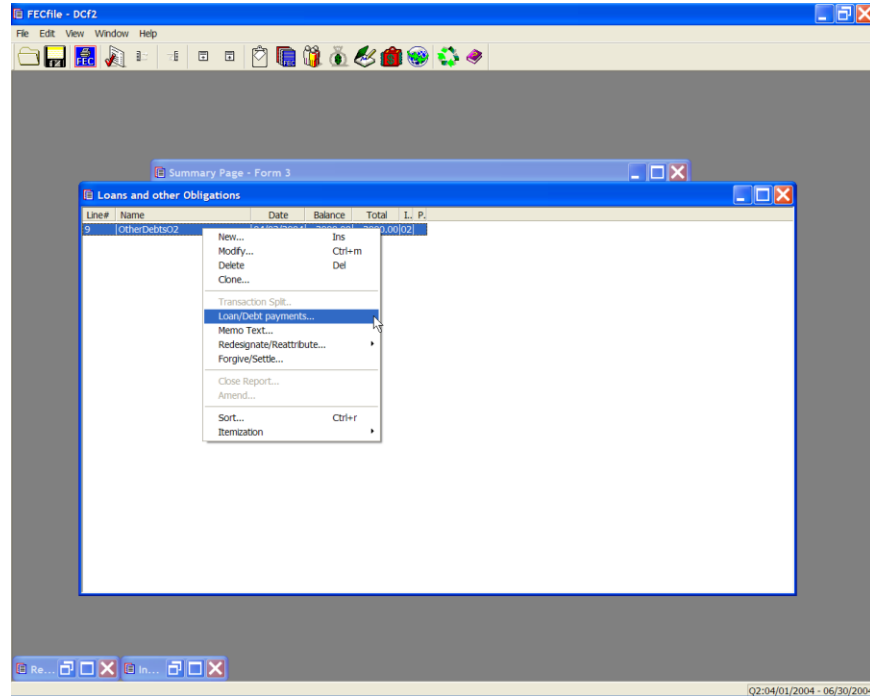 FECfile - DCf2
File Edit View Window Help
FEC
Summary Page - Form 3
Loans and other Obligations
Line# Name Date Balance Total I.. P.
9 OtherDebts02 02
New... Ins
Modify... Ctrl+m
Delete Del
Clone...
Transaction Split..
Loan/Debt payments...
Memo Text...
Redesignate/Reattribute...
Forgive/Settle...
Close Report...
Amend...
Sort... Ctrl+r
Itemization
Re... In...
Q2:04/01/2004 - 06/30/200